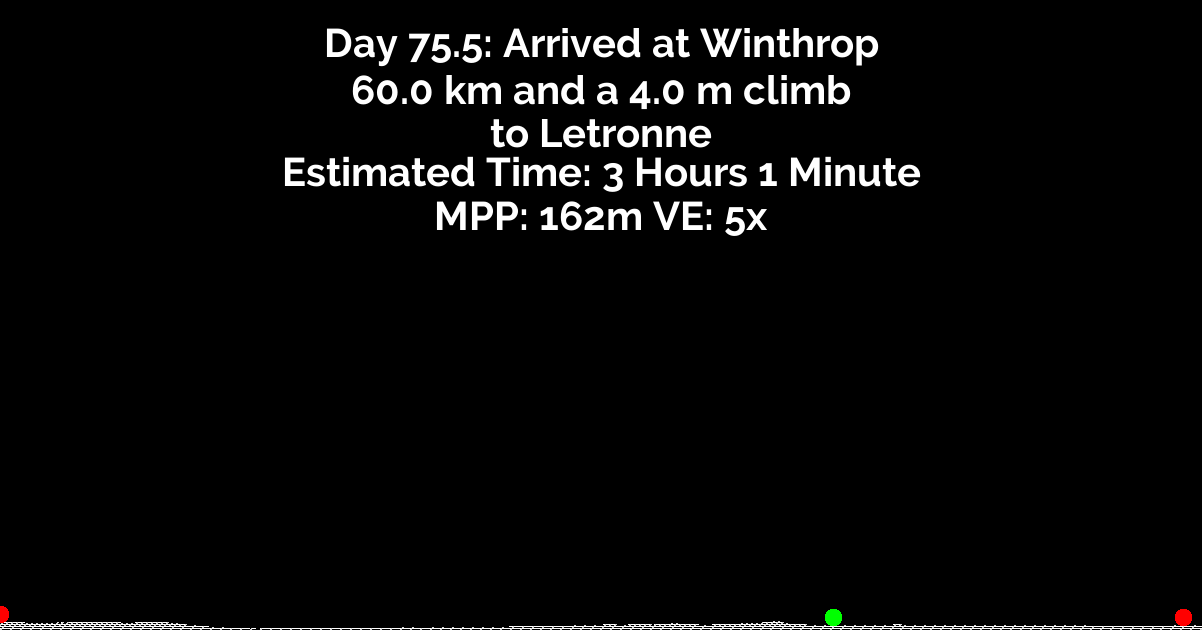 Day 75.5: Arrived at Winthrop
60.0 km and a 4.0 m climb
to Letronne
Estimated Time: 3 Hours 1 Minute
MPP: 162m VE: 5x